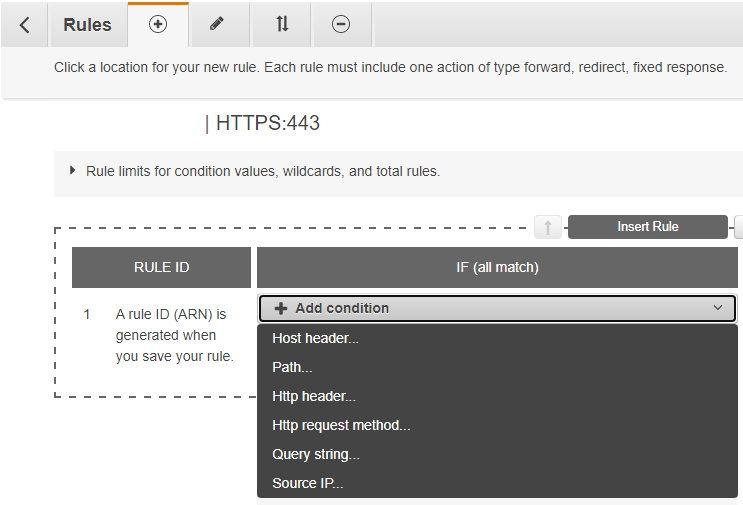 Rules
Click a location for your new rule. Each rule must include one action of type forward, redirect, fixed response.
| HTTPS:443
Rule limits for condition values, wildcards, and total rules.
Insert Rule
RULE ID
IF (all match)
1
A rule ID (ARN) is
generated when
you save your rule.
Add condition
Host header...
Path...
Http header...
Http request method...
Query string...
Source IP...